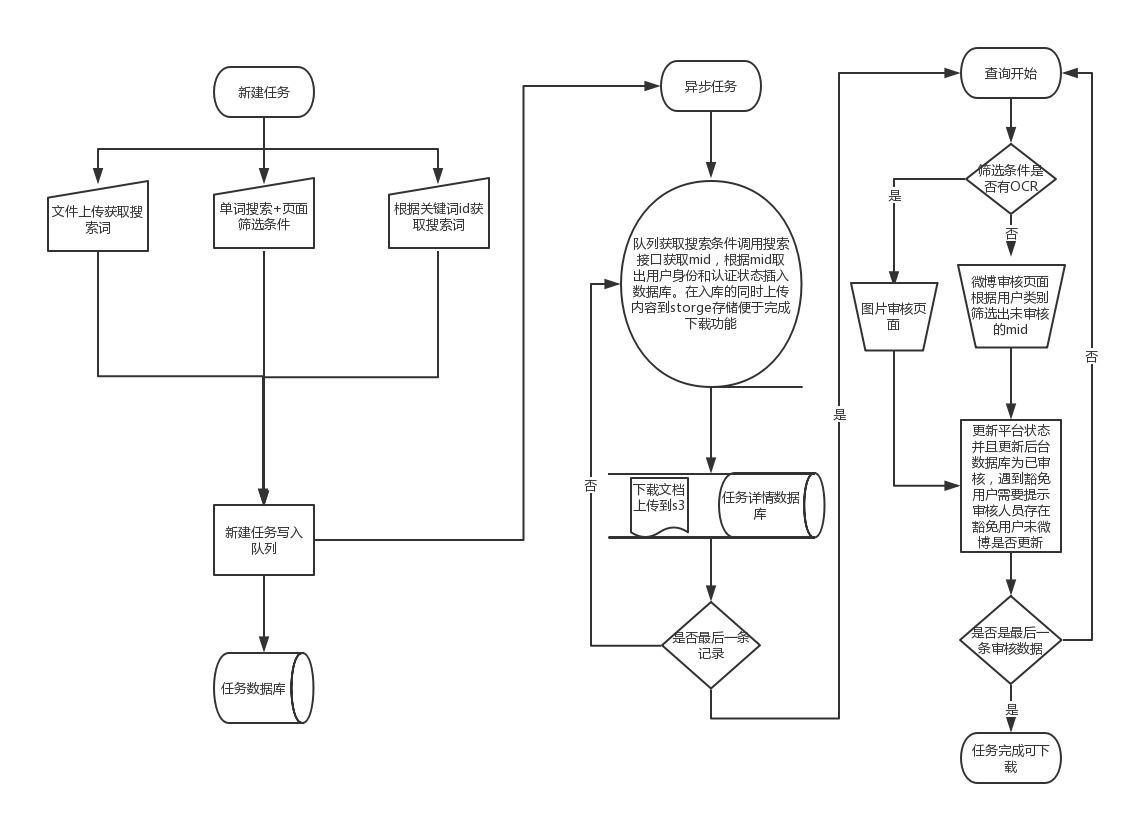 新建任务
文件上传获取搜
索词
单词搜索+页面
筛选条件
根据关键词id获
取搜索词
新建任务写入
队列
任务数据库
异步任务
队列获取搜索条件调用搜索
接口获取mid，根据mid取
出用户身份和认证状态插入
数据库。在入库的同时上传
内容到storge存储便于完成
下载功能
否
下载文档
上传到s3
任务详情数据
库
是否最后一条
记录
是
查询开始
筛选条件是
否有OCR
是
否
图片审核页
面
微博审核页面
根据用户类别
筛选出未审核
的mid
否
更新平台状态
并且更新后台
数据库为已审
核，遇到豁免
用户需要提示
审核人员存在
豁免用户未微
博是否更新
是否是最后一
条审核数据
是
任务完成可下
载